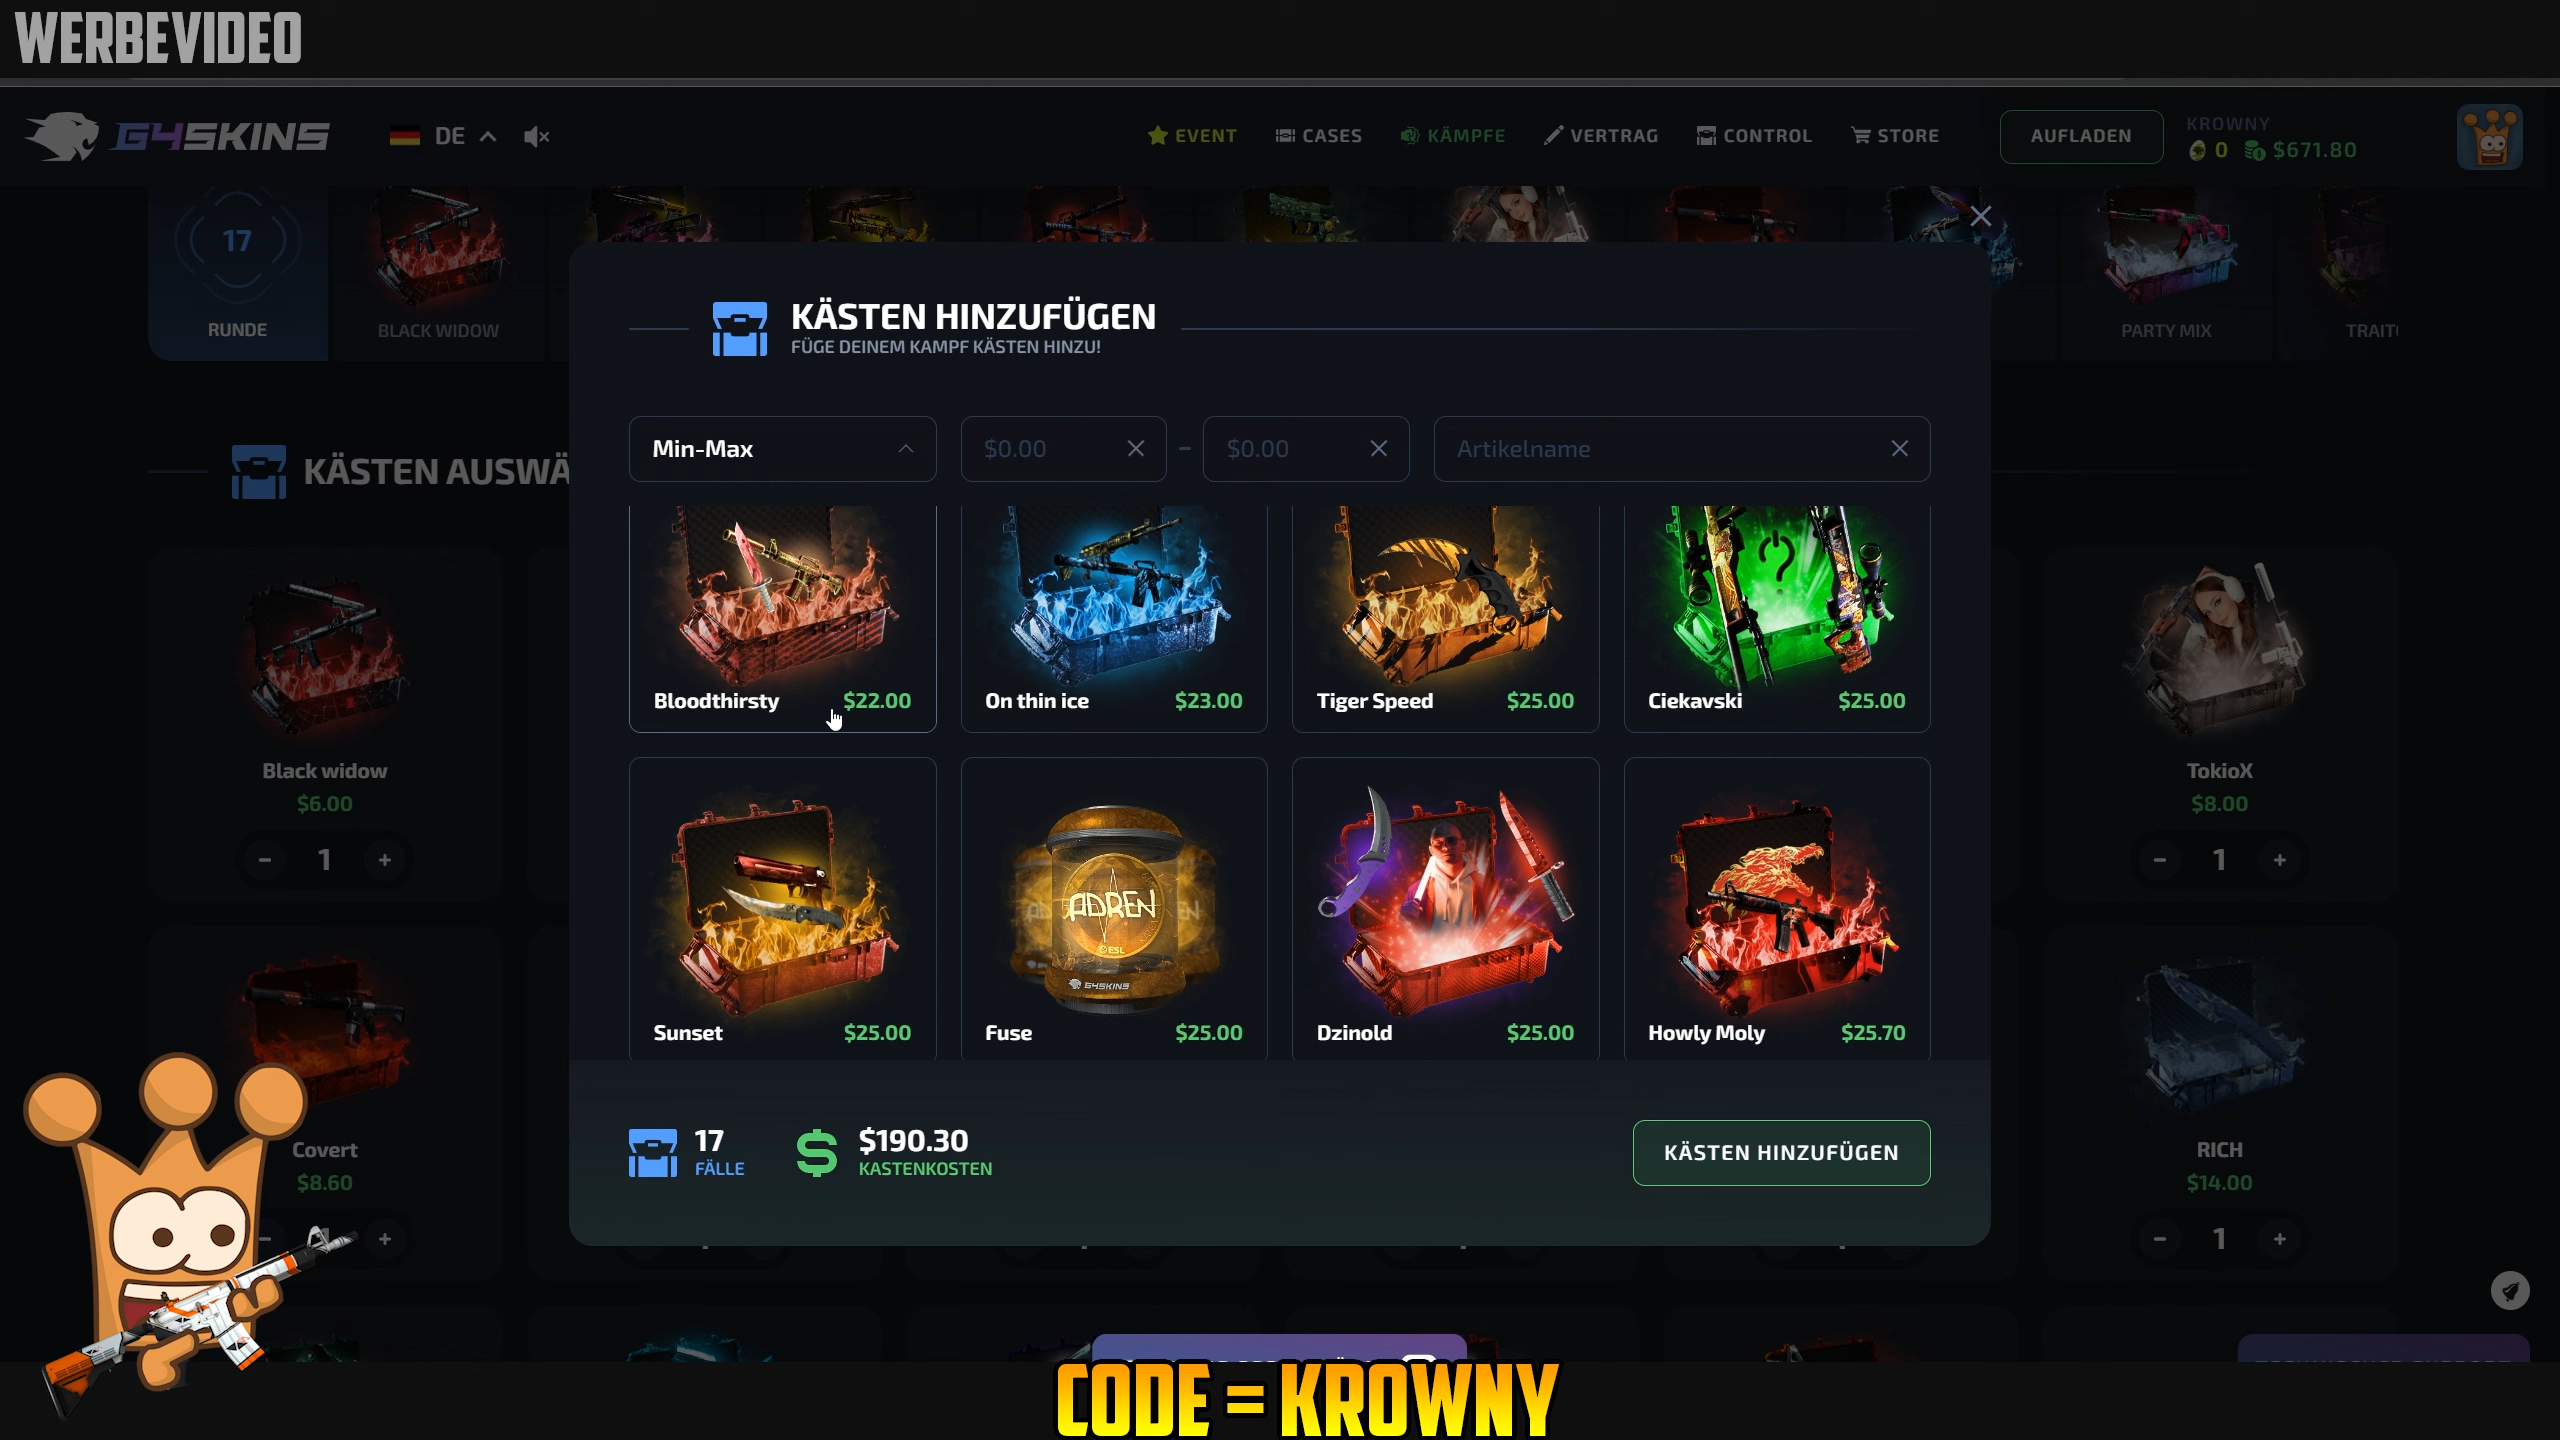 WERBEVIDEO
G4SKINS
DE
EVENT
CASES
KÄMPFE
VERTRAG
CONTROL
STORE
AUFLADEN
KROWNY
0
$671.80
17
RUNDE
BLACK WIDOW
PARTY MIX
KÄSTEN HINZUFÜGEN
FÜGE DEINEM KAMPF KÄSTEN HINZU!
Min-Max
$0.00
–
$0.00
Artikelname
KÄSTEN AUSWÄ
Bloodthirsty
$22.00
On thin ice
$23.00
Tiger Speed
$25.00
Ciekavski
$25.00
Black widow
$6.00
- 1 +
TokioX
$8.00
- 1 +
ADREN
ESL
G4SKINS
Sunset
$25.00
Fuse
$25.00
Dzinold
$25.00
Howly Moly
$25.70
Covert
$8.60
RICH
$14.00
- 1 +
17
FÄLLE
$190.30
KASTENKOSTEN
KÄSTEN HINZUFÜGEN
CODE = KROWNY